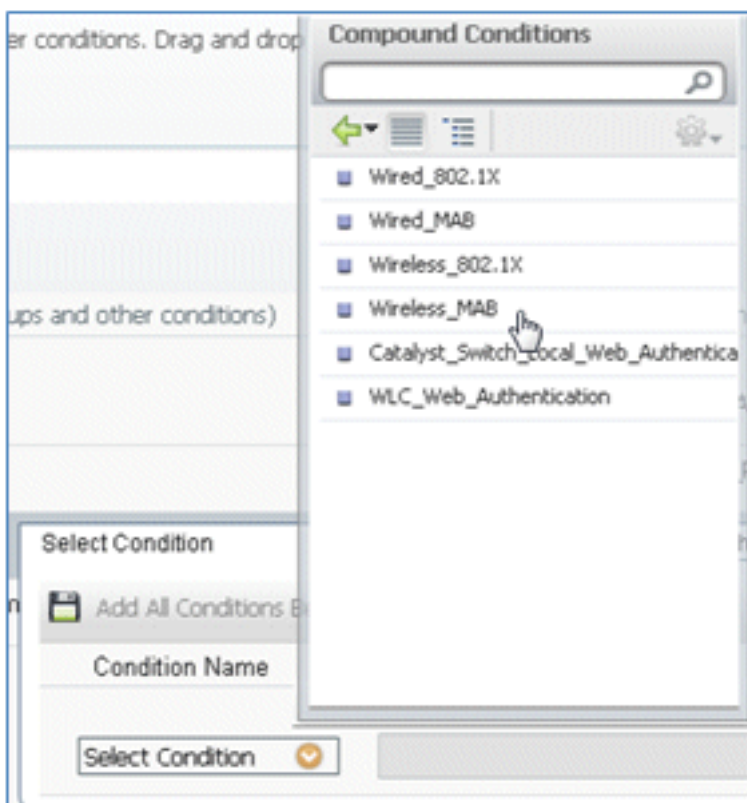 er conditions. Drag and drop
Compound Conditions
Wired_802.1X
Wired_MAB
Wireless_802.1X
ups and other conditions)
Wireless_MAB
Catalyst_Switch_Local_Web_Authentica
WLC_Web_Authentication
Select Condition
Add All Conditions B
Condition Name
Select Condition